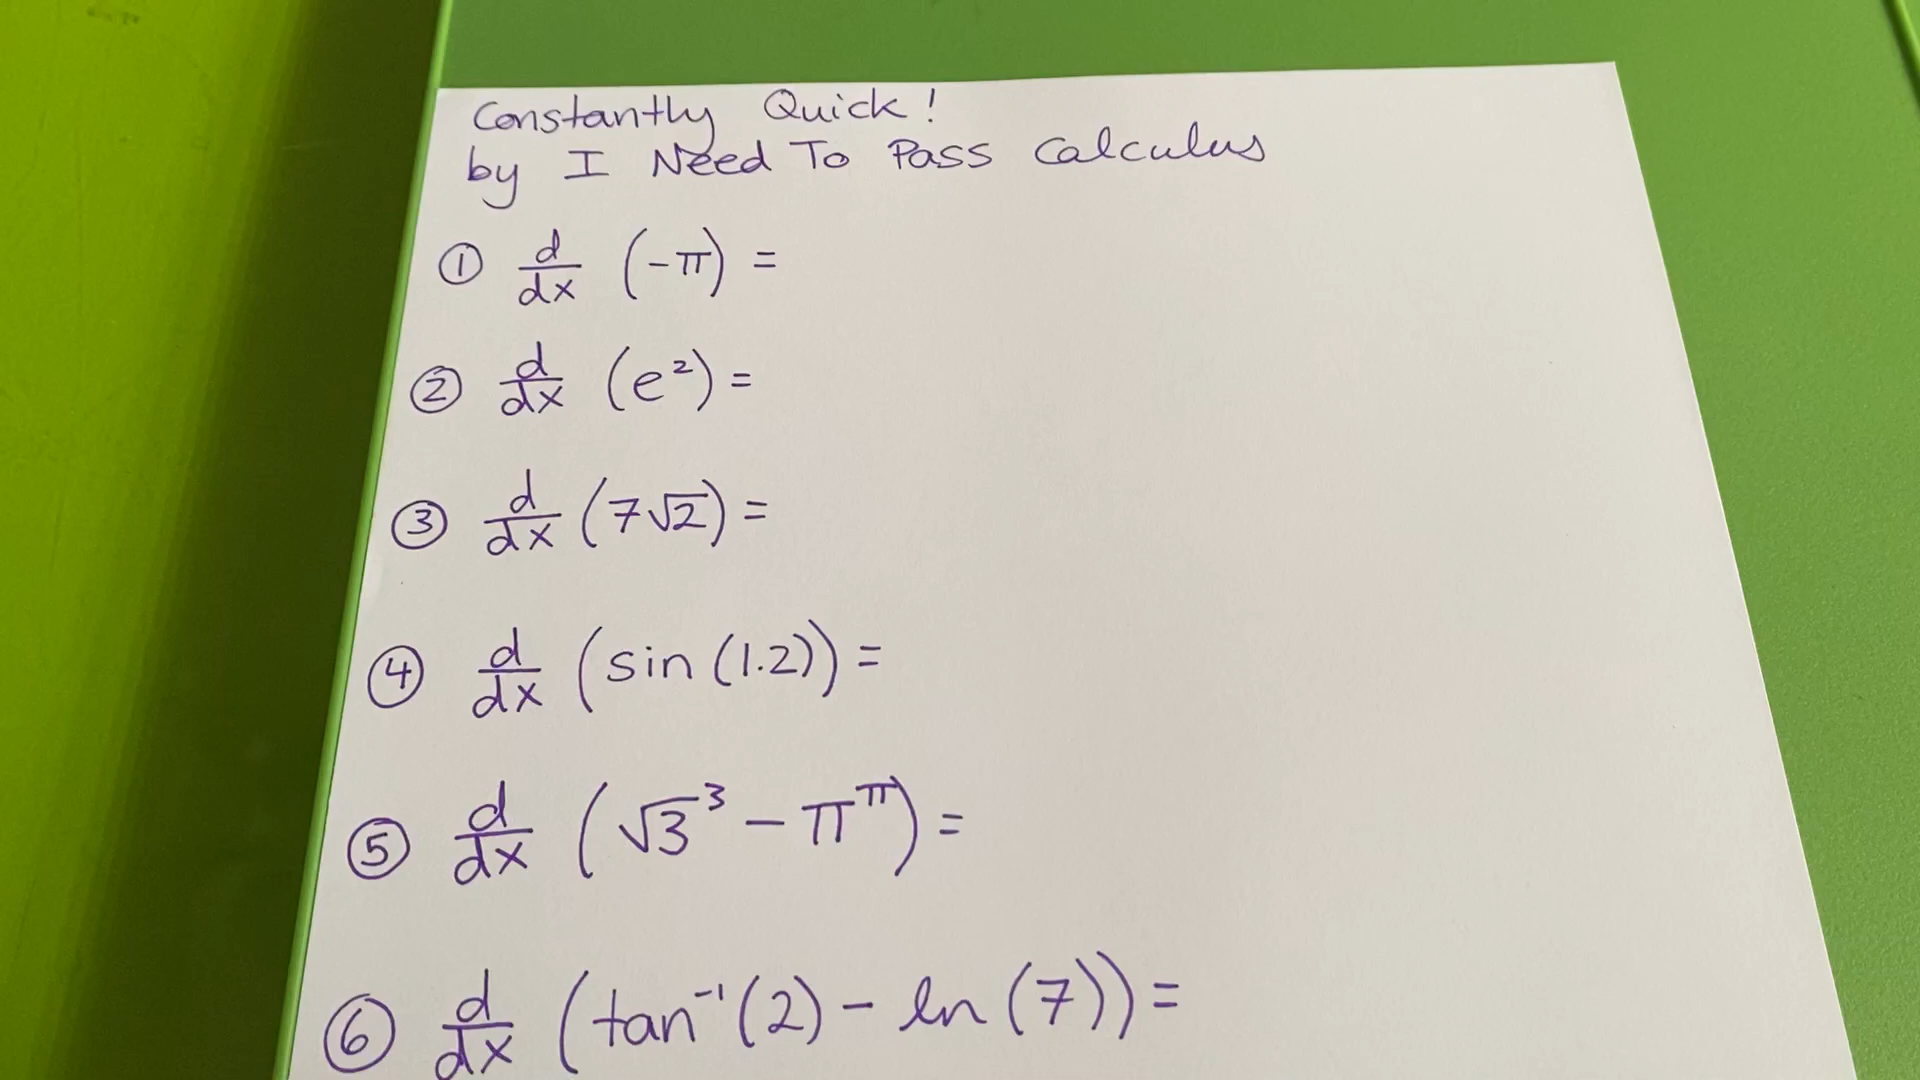 Constantly Quick!
by I Need To Pass Calculus
① d/dx (-π) =
② d/dx (e²) =
③ d/dx (7√2) =
④ d/dx (sin (1.2)) =
⑤ d/dx (√3³ - π^π) =
⑥ d/dx (tan⁻¹ (2) - ln (7)) =